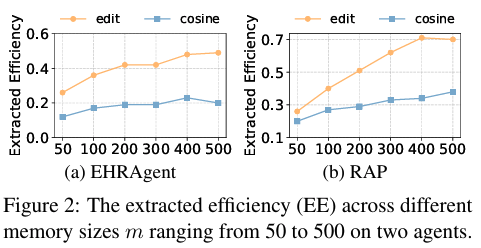 edit cosine
Extracted Efficiency
0.6
0.4
0.2
0.0
50 100 200 300 400 500
(a) EHRAgent
edit cosine
Extracted Efficiency
0.7
0.5
0.3
0.1
50 100 200 300 400 500
(b) RAP
Figure 2: The extracted efficiency (EE) across different
memory sizes m ranging from 50 to 500 on two agents.